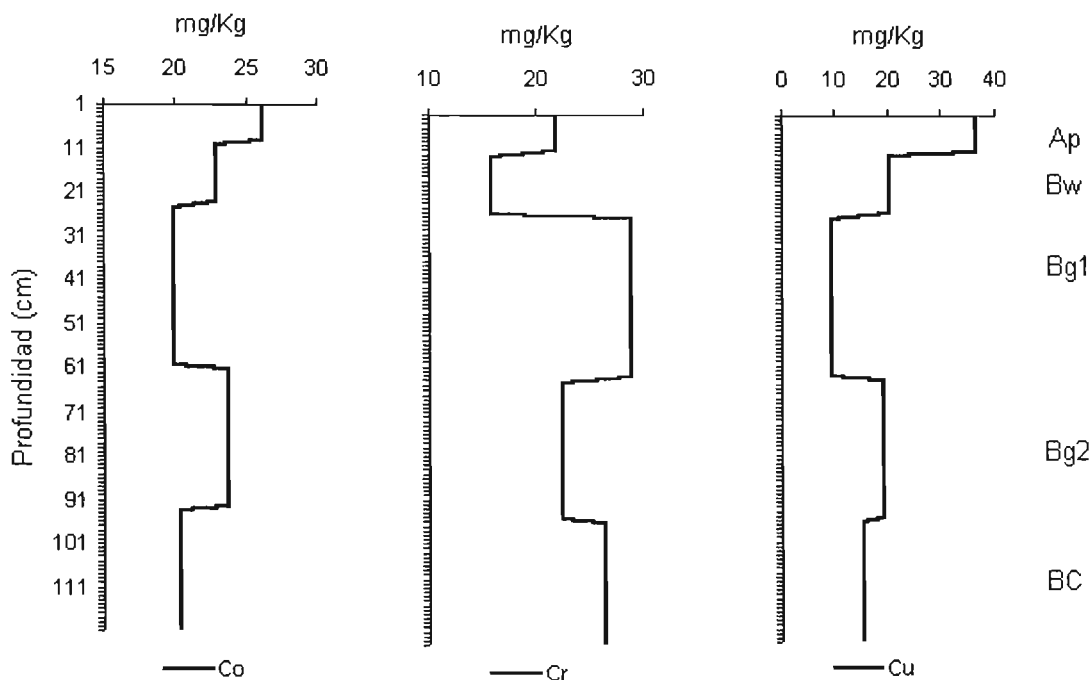 mg/Kg mg/Kg mg/Kg
15 20 25 30 10 20 30 0 10 20 30 40
Profundidad (cm)
1
11 Ap
21 Bw
31
41 Bg1
51
61
71
81 Bg2
91
101
111 BC
Co Cr Cu